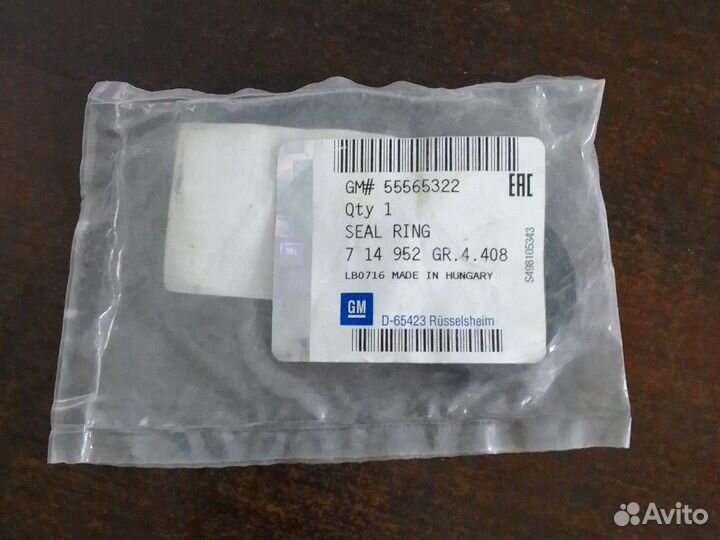 GM# 55565322
EAC
Qty 1
SEAL RING
7 14 952 GR.4.408
LB0716 MADE IN HUNGARY
S498105343
GM
D-65423 Rüsselsheim
Avito